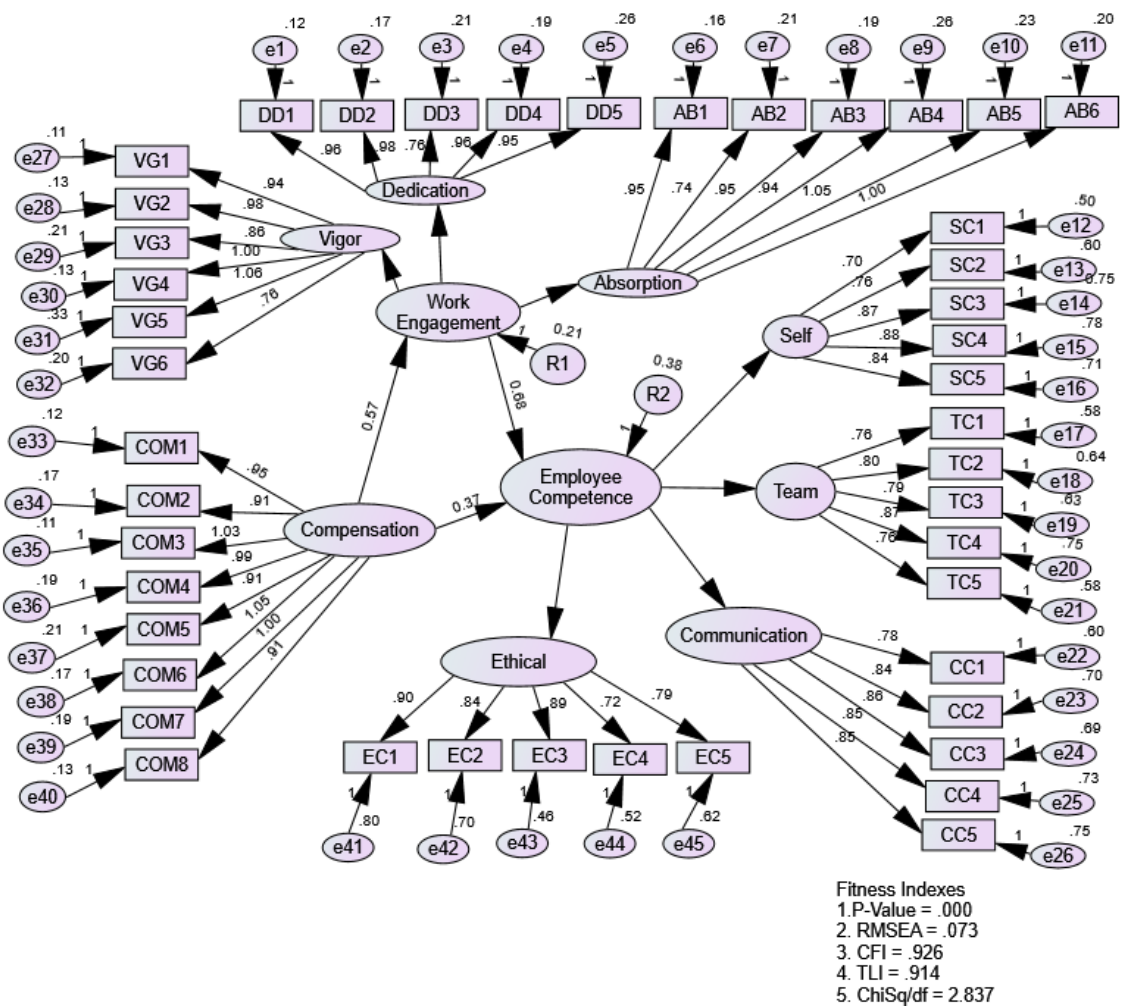 .12 .17 .21 .19 .26 .16 .21 .19 .26 .23 .20
e1 e2 e3 e4 e5 e6 e7 e8 e9 e10 e11
1 1 1 1 1 1 1 1 1 1 1
DD1 DD2 DD3 DD4 DD5 AB1 AB2 AB3 AB4 AB5 AB6
.96 .98 .76 .96 .95
Dedication
.95 .74 .95 .94 1.05 1.00
Absorption
.11
e27 1 VG1 .94
.13
e28 1 VG2 .98
.21
e29 1 VG3 .86
.13
e30 1 VG4 1.00
.33
e31 1 VG5 1.06
.20
e32 1 VG6 .76
Vigor
Work
Engagement
1 0.21
R1
0.57
0.68
0.38
R2
1
.50
SC1 1 e12
.60
SC2 1 e13
0.75
SC3 1 e14
.78
SC4 1 e15
.71
SC5 1 e16
.70
.76
.87
.88
.84
Self
.58
TC1 1 e17
0.64
TC2 1 e18
.63
TC3 1 e19
.75
TC4 1 e20
.58
TC5 1 e21
.76
.80
.79
.87
.76
Team
Employee
Competence
0.37
.12
e33 1 COM1 .95
.17
e34 1 COM2 .91
.11
e35 1 COM3 1.03
.19
e36 1 COM4 .99
.21
e37 1 COM5 .91
.17
e38 1 COM6 1.05
.19
e39 1 COM7 1.00
.13
e40 1 COM8 .91
Compensation
Ethical
.90 .84 .89 .72 .79
EC1 EC2 EC3 EC4 EC5
1 1 1 1 1
.80 .70 .46 .52 .62
e41 e42 e43 e44 e45
Communication
.78
.84
.86
.85
.85
.60
CC1 1 e22
.70
CC2 1 e23
.69
CC3 1 e24
.73
CC4 1 e25
.75
CC5 1 e26
Fitness Indexes
1.P-Value = .000
2. RMSEA = .073
3. CFI = .926
4. TLI = .914
5. ChiSq/df = 2.837